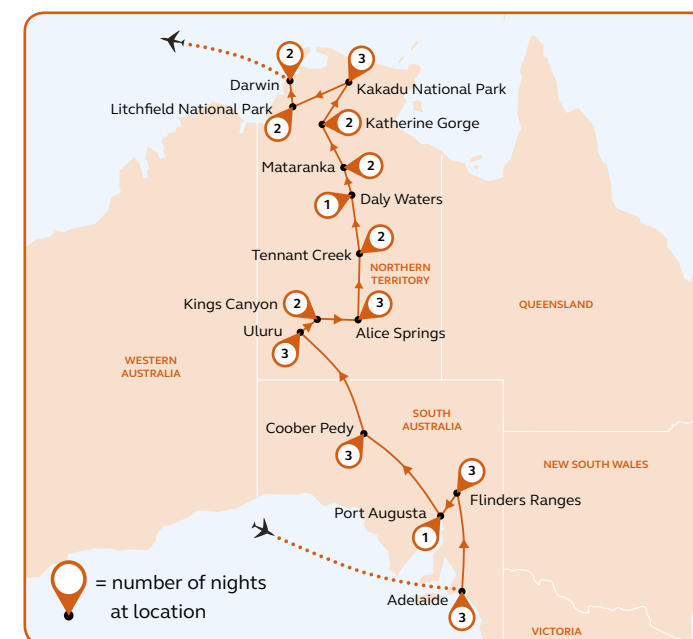 2
3
Darwin
Kakadu National Park
Litchfield National Park
2
2
Katherine Gorge
Mataranka
2
1
Daly Waters
2
Tennant Creek
NORTHERN
TERRITORY
Kings Canyon
2
3
QUEENSLAND
Uluru
Alice Springs
3
WESTERN
AUSTRALIA
SOUTH
AUSTRALIA
Coober Pedy
3
NEW SOUTH WALES
3
Flinders Ranges
Port Augusta
1
= number of nights
at location
Adelaide
3
VICTORIA